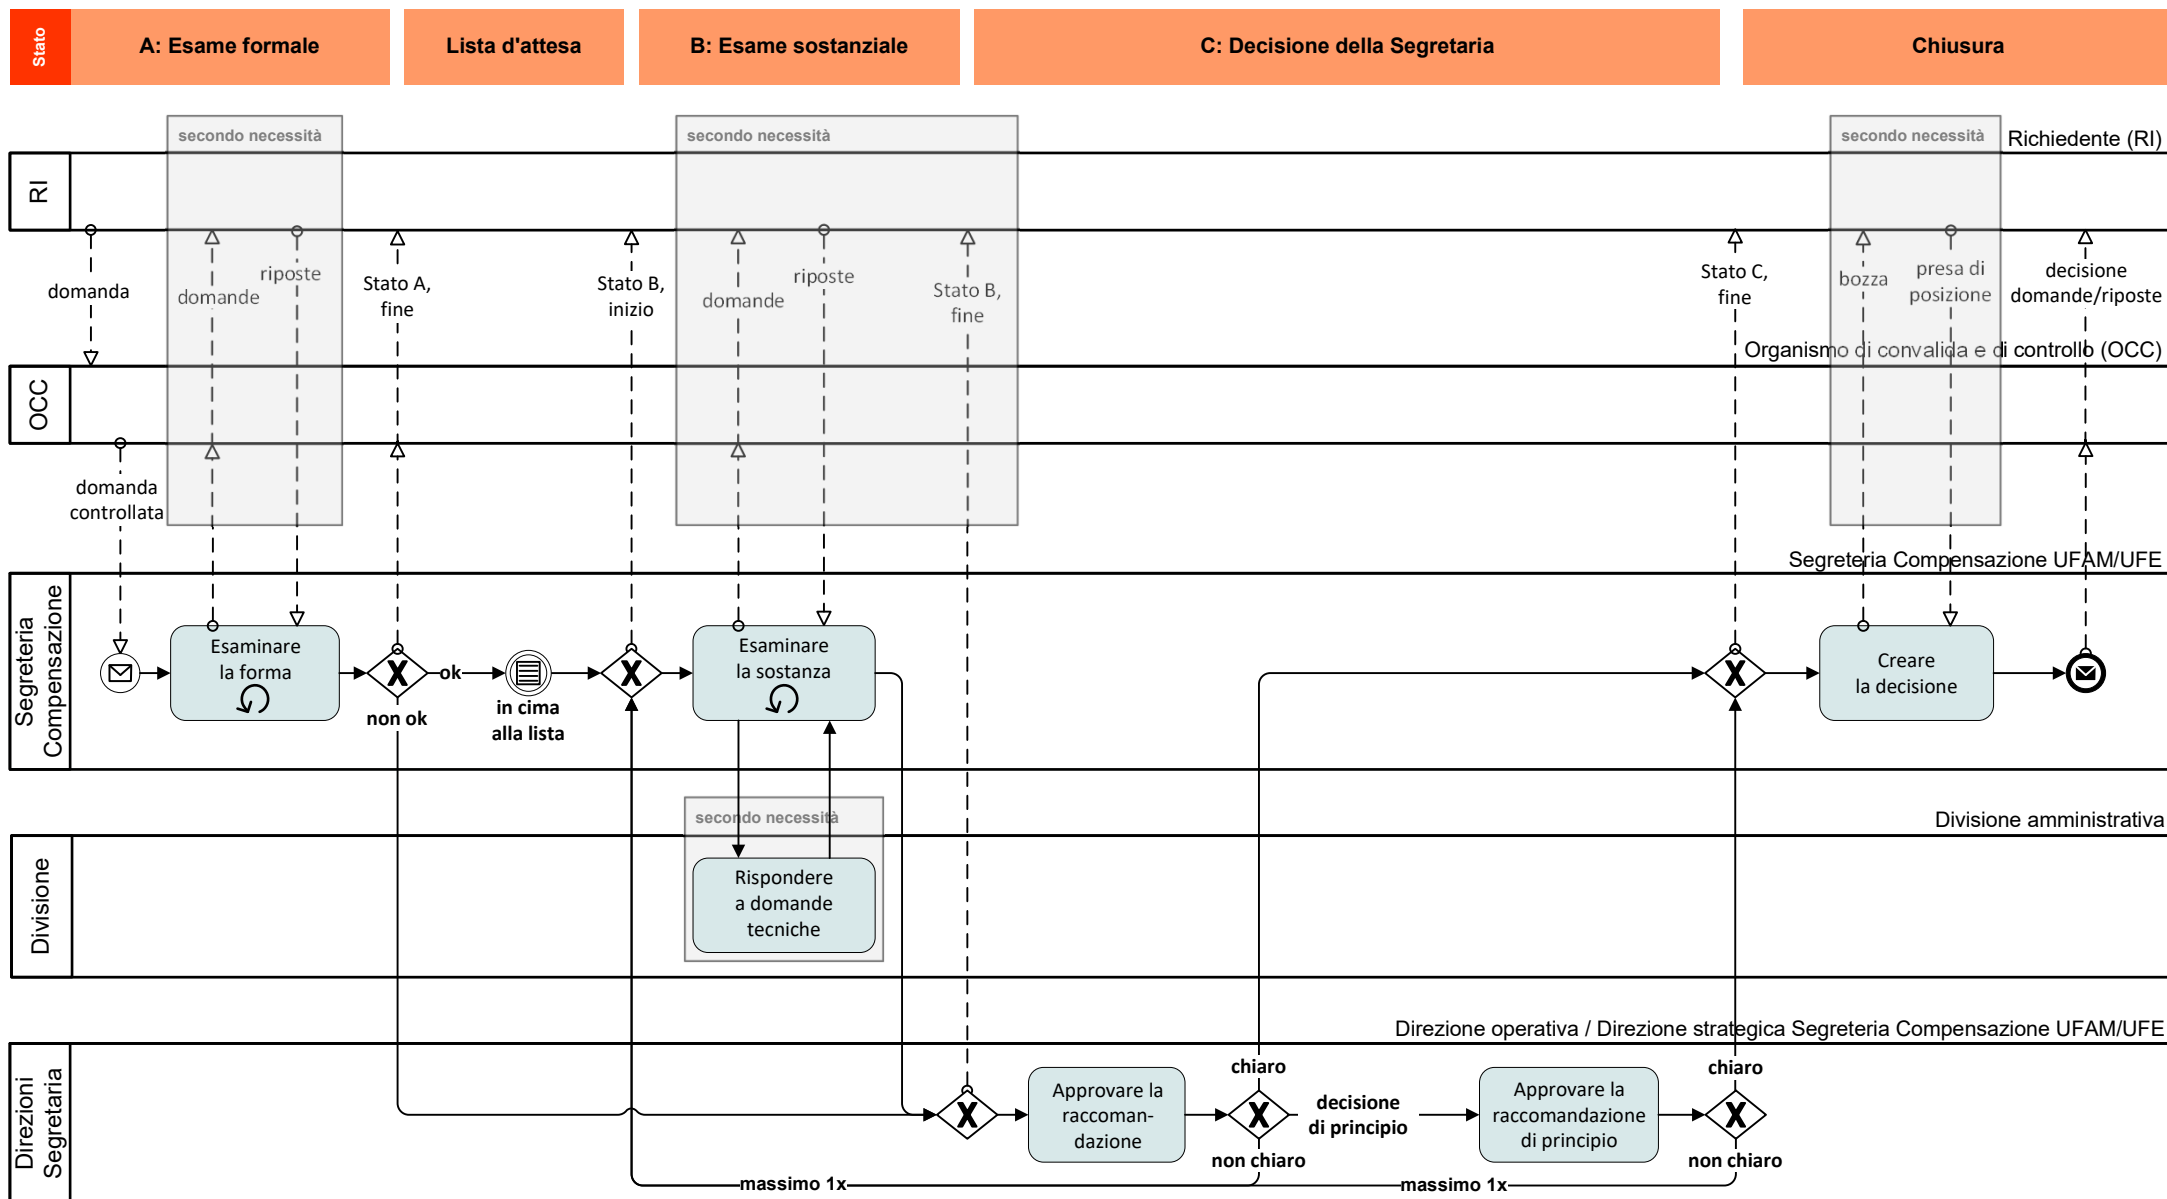 Stato
A: Esame formale
Lista d'attesa
B: Esame sostanziale
C: Decisione della Segretaria
Chiusura
secondo necessità
secondo necessità
secondo necessità
Richiedente (RI)
RI
domanda
domande
riposte
Stato A,
fine
Stato B,
inizio
domande
riposte
Stato B,
fine
Stato C,
fine
bozza
presa di
posizione
decisione
domande/riposte
Organismo di convalida e di controllo (OCC)
OCC
domanda
controllata
Segreteria Compensazione UFAM/UFE
Segreteria
Compensazione
Esaminare
la forma
ok
non ok
in cima
alla lista
Esaminare
la sostanza
Creare
la decisione
secondo necessità
Divisione amministrativa
Divisione
Rispondere
a domande
tecniche
Direzione operativa / Direzione strategica Segreteria Compensazione UFAM/UFE
Direzioni
Segretaria
Approvare la
raccoman-
dazione
chiaro
decisione
di principio
non chiaro
Approvare la
raccomandazione
di principio
chiaro
non chiaro
massimo 1x
massimo 1x